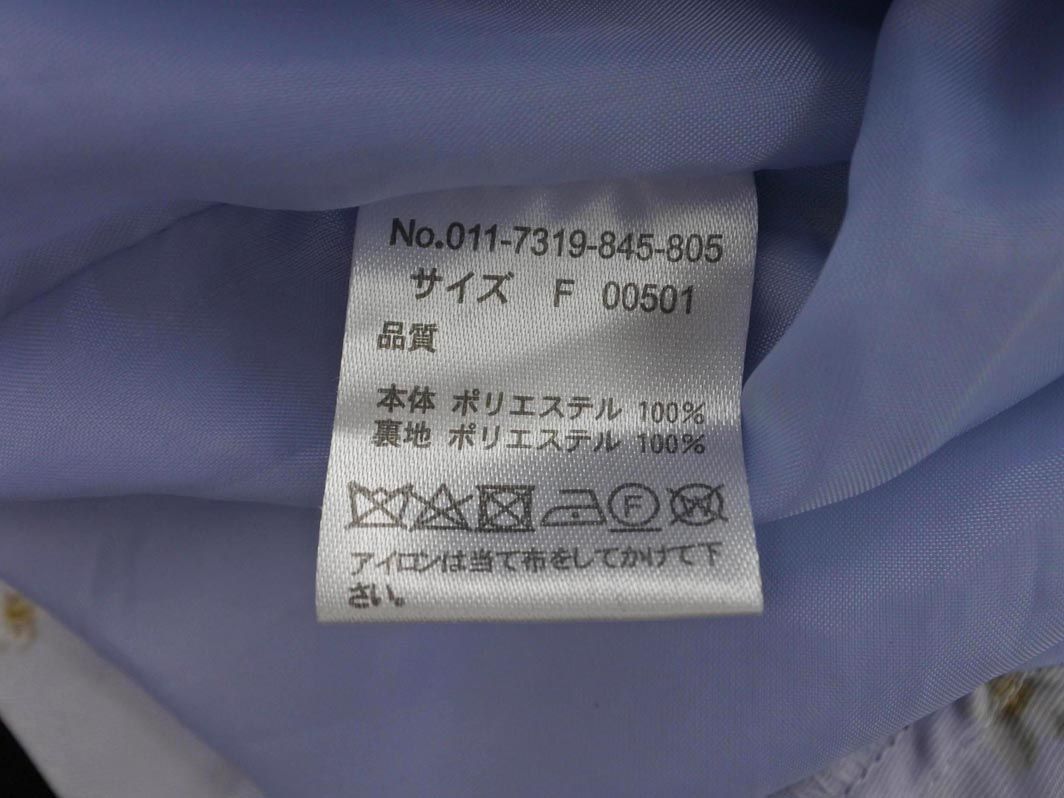 No.011-7319-845-805
サイズ F 00501
品質
本体 ポリエステル 100%
裏地 ポリエステル 100%
F W
アイロンは当て布をしてかけて下
さい。